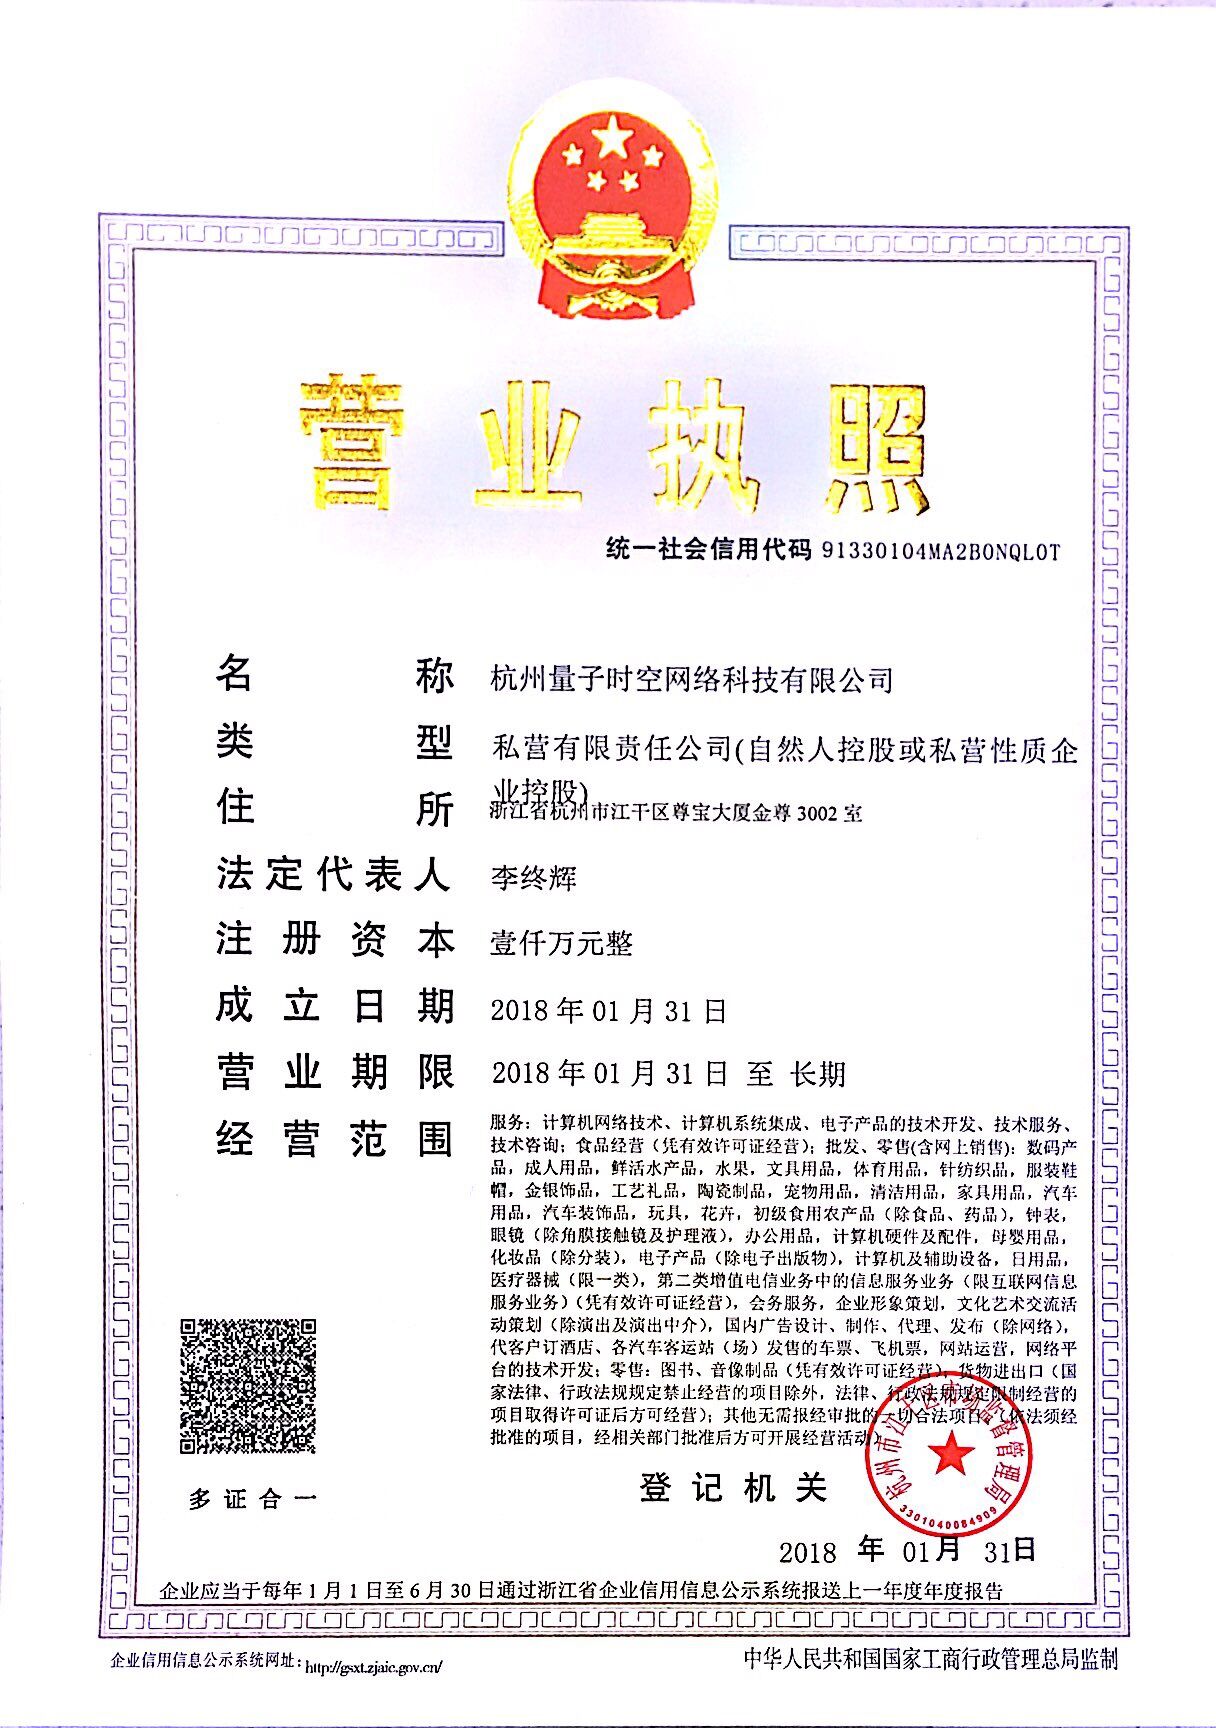 营业执照
统一社会信用代码 91330104MA2B0NQL0T
名称 杭州量子时空网络科技有限公司
类型 私营有限责任公司(自然人控股或私营性质企
业控股)
住所 浙江省杭州市江干区尊宝大厦金尊 3002 室
法定代表人 李终辉
注册资本 壹仟万元整
成立日期 2018 年 01 月 31 日
营业期限 2018 年 01 月 31 日 至 长期
经营范围 服务：计算机网络技术、计算机系统集成、电子产品的技术开发、技术服务、
技术咨询；食品经营（凭有效许可证经营）；批发、零售(含网上销售)：数码产
品，成人用品，鲜活水产品，水果，文具用品，体育用品，针纺织品，服装鞋
帽，金银饰品，工艺礼品，陶瓷制品，宠物用品，清洁用品，家具用品，汽车
用品，汽车装饰品，玩具，花卉，初级食用农产品（除食品、药品），钟表，
眼镜（除角膜接触镜及护理液），办公用品，计算机硬件及配件，母婴用品，
化妆品（除分装），电子产品（除电子出版物），计算机及辅助设备，日用品，
医疗器械（限一类），第二类增值电信业务中的信息服务业务（限互联网信息
服务业务）（凭有效许可证经营），会务服务，企业形象策划，文化艺术交流活
动策划（除演出及演出中介），国内广告设计、制作、代理、发布（除网络），
代客户订酒店、各汽车客运站（场）发售的车票、飞机票，网站运营，网络平
台的技术开发；零售：图书、音像制品（凭有效许可证经营），货物进出口（国
家法律、行政法规规定禁止经营的项目除外，法律、行政法规规定限制经营的
项目取得许可证后方可经营）；其他无需报经审批的一切合法项目。（依法须经
批准的项目，经相关部门批准后方可开展经营活动）
杭州市江干区市场监督管理局
3301040084909
多证合一
登记机关
2018 年 01月 31日
企业应当于每年 1 月 1 日至 6 月 30 日通过浙江省企业信用信息公示系统报送上一年度年度报告
企业信用信息公示系统网址：http://gsxt.zjaic.gov.cn/
中华人民共和国国家工商行政管理总局监制